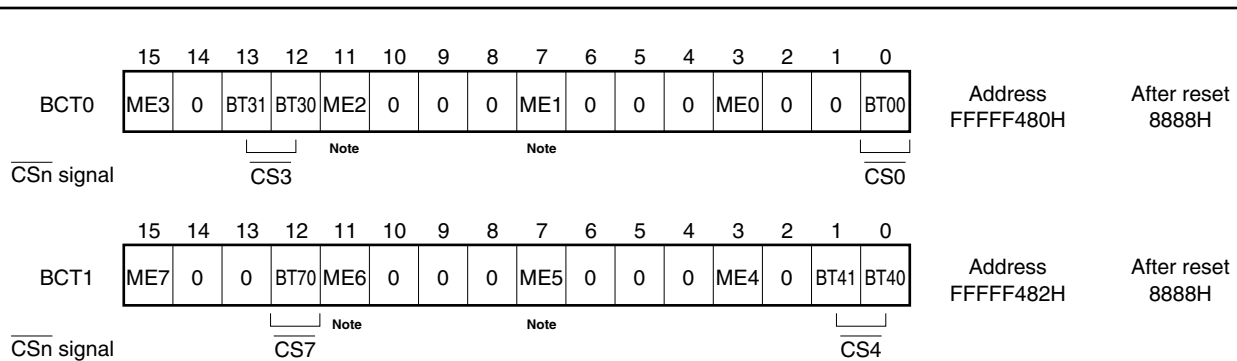 15 14 13 12 11 10 9 8 7 6 5 4 3 2 1 0
BCT0 ME3 0 BT31 BT30 ME2 0 0 0 ME1 0 0 0 ME0 0 0 BT00 Address FFFFF480H After reset 8888H
Note Note
CSn signal CS3 CS0
15 14 13 12 11 10 9 8 7 6 5 4 3 2 1 0
BCT1 ME7 0 0 BT70 ME6 0 0 0 ME5 0 0 0 ME4 0 BT41 BT40 Address FFFFF482H After reset 8888H
Note Note
CSn signal CS7 CS4